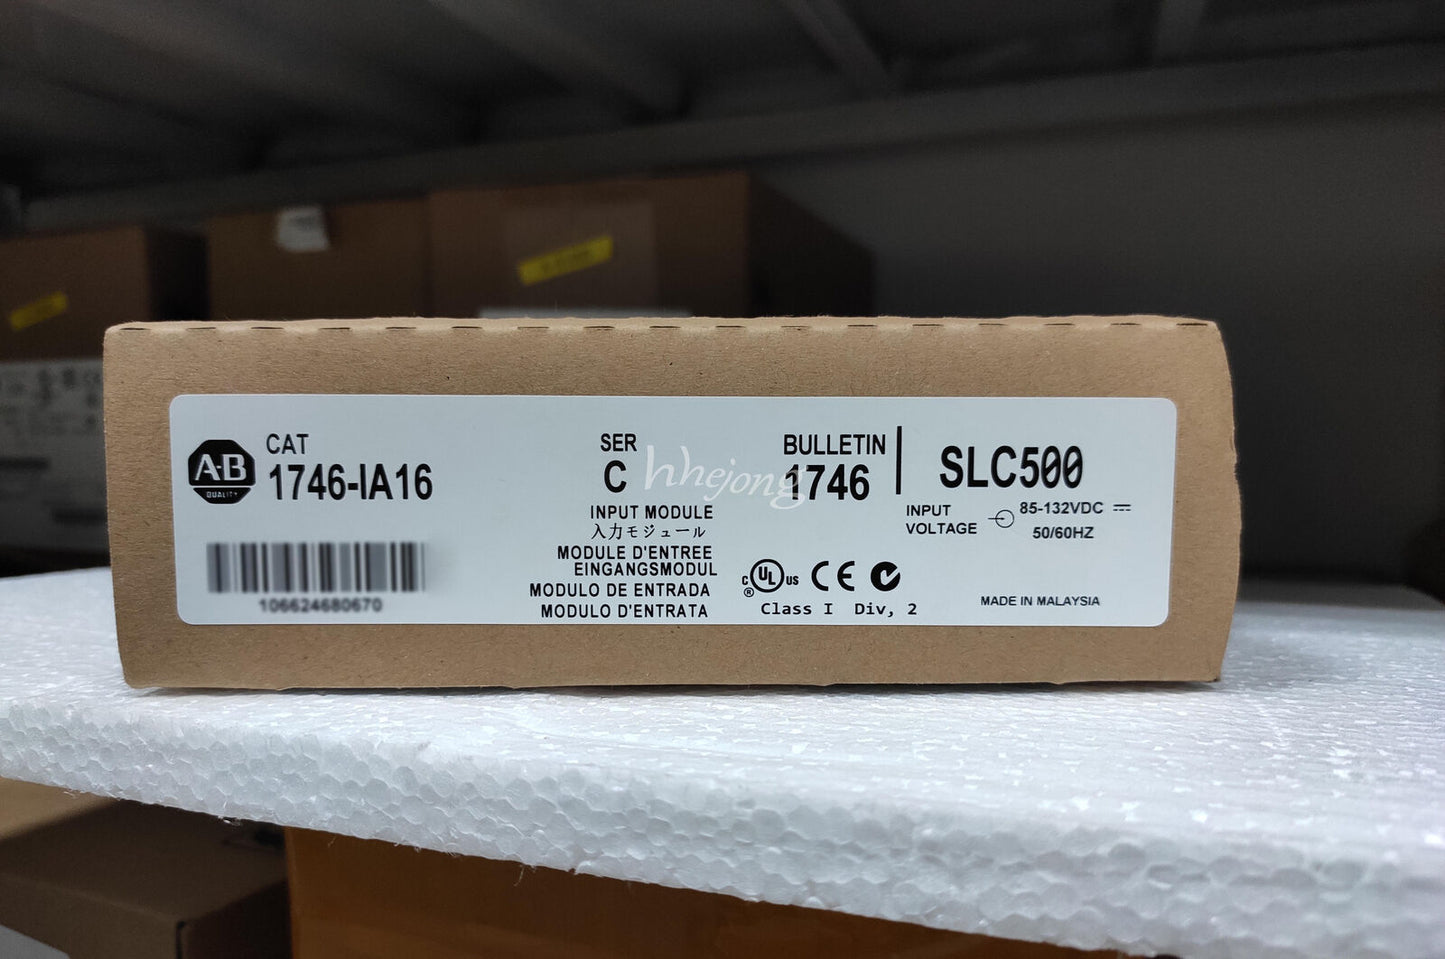 A-B
QUALITY
CAT
1746-IA16
SER
C
hhejong
BULLETIN
1746
SLC500
INPUT MODULE
入力モジュール
MODULE D'ENTREE
EINGANGSMODUL
MODULO DE ENTRADA
MODULO D'ENTRATA
INPUT
VOLTAGE
85-132VDC
50/60HZ
106624680670
c UL us ®
CE
Class I Div, 2
MADE IN MALAYSIA